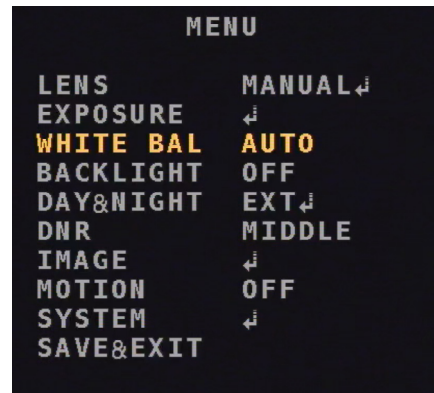 MENU
LENS MANUAL↲
EXPOSURE ↲
WHITE BAL AUTO
BACKLIGHT OFF
DAY&NIGHT EXT↲
DNR MIDDLE
IMAGE ↲
MOTION OFF
SYSTEM ↲
SAVE&EXIT